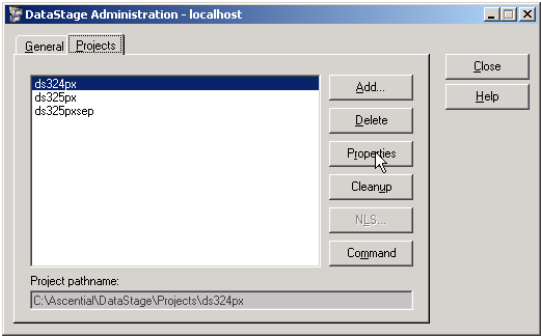 DataStage Administration - localhost
General Projects
ds324px
ds325px
ds325pxsep
Add...
Delete
Properties
Cleanup
NLS...
Command
Close
Help
Project pathname:
C:\Ascential\DataStage\Projects\ds324px